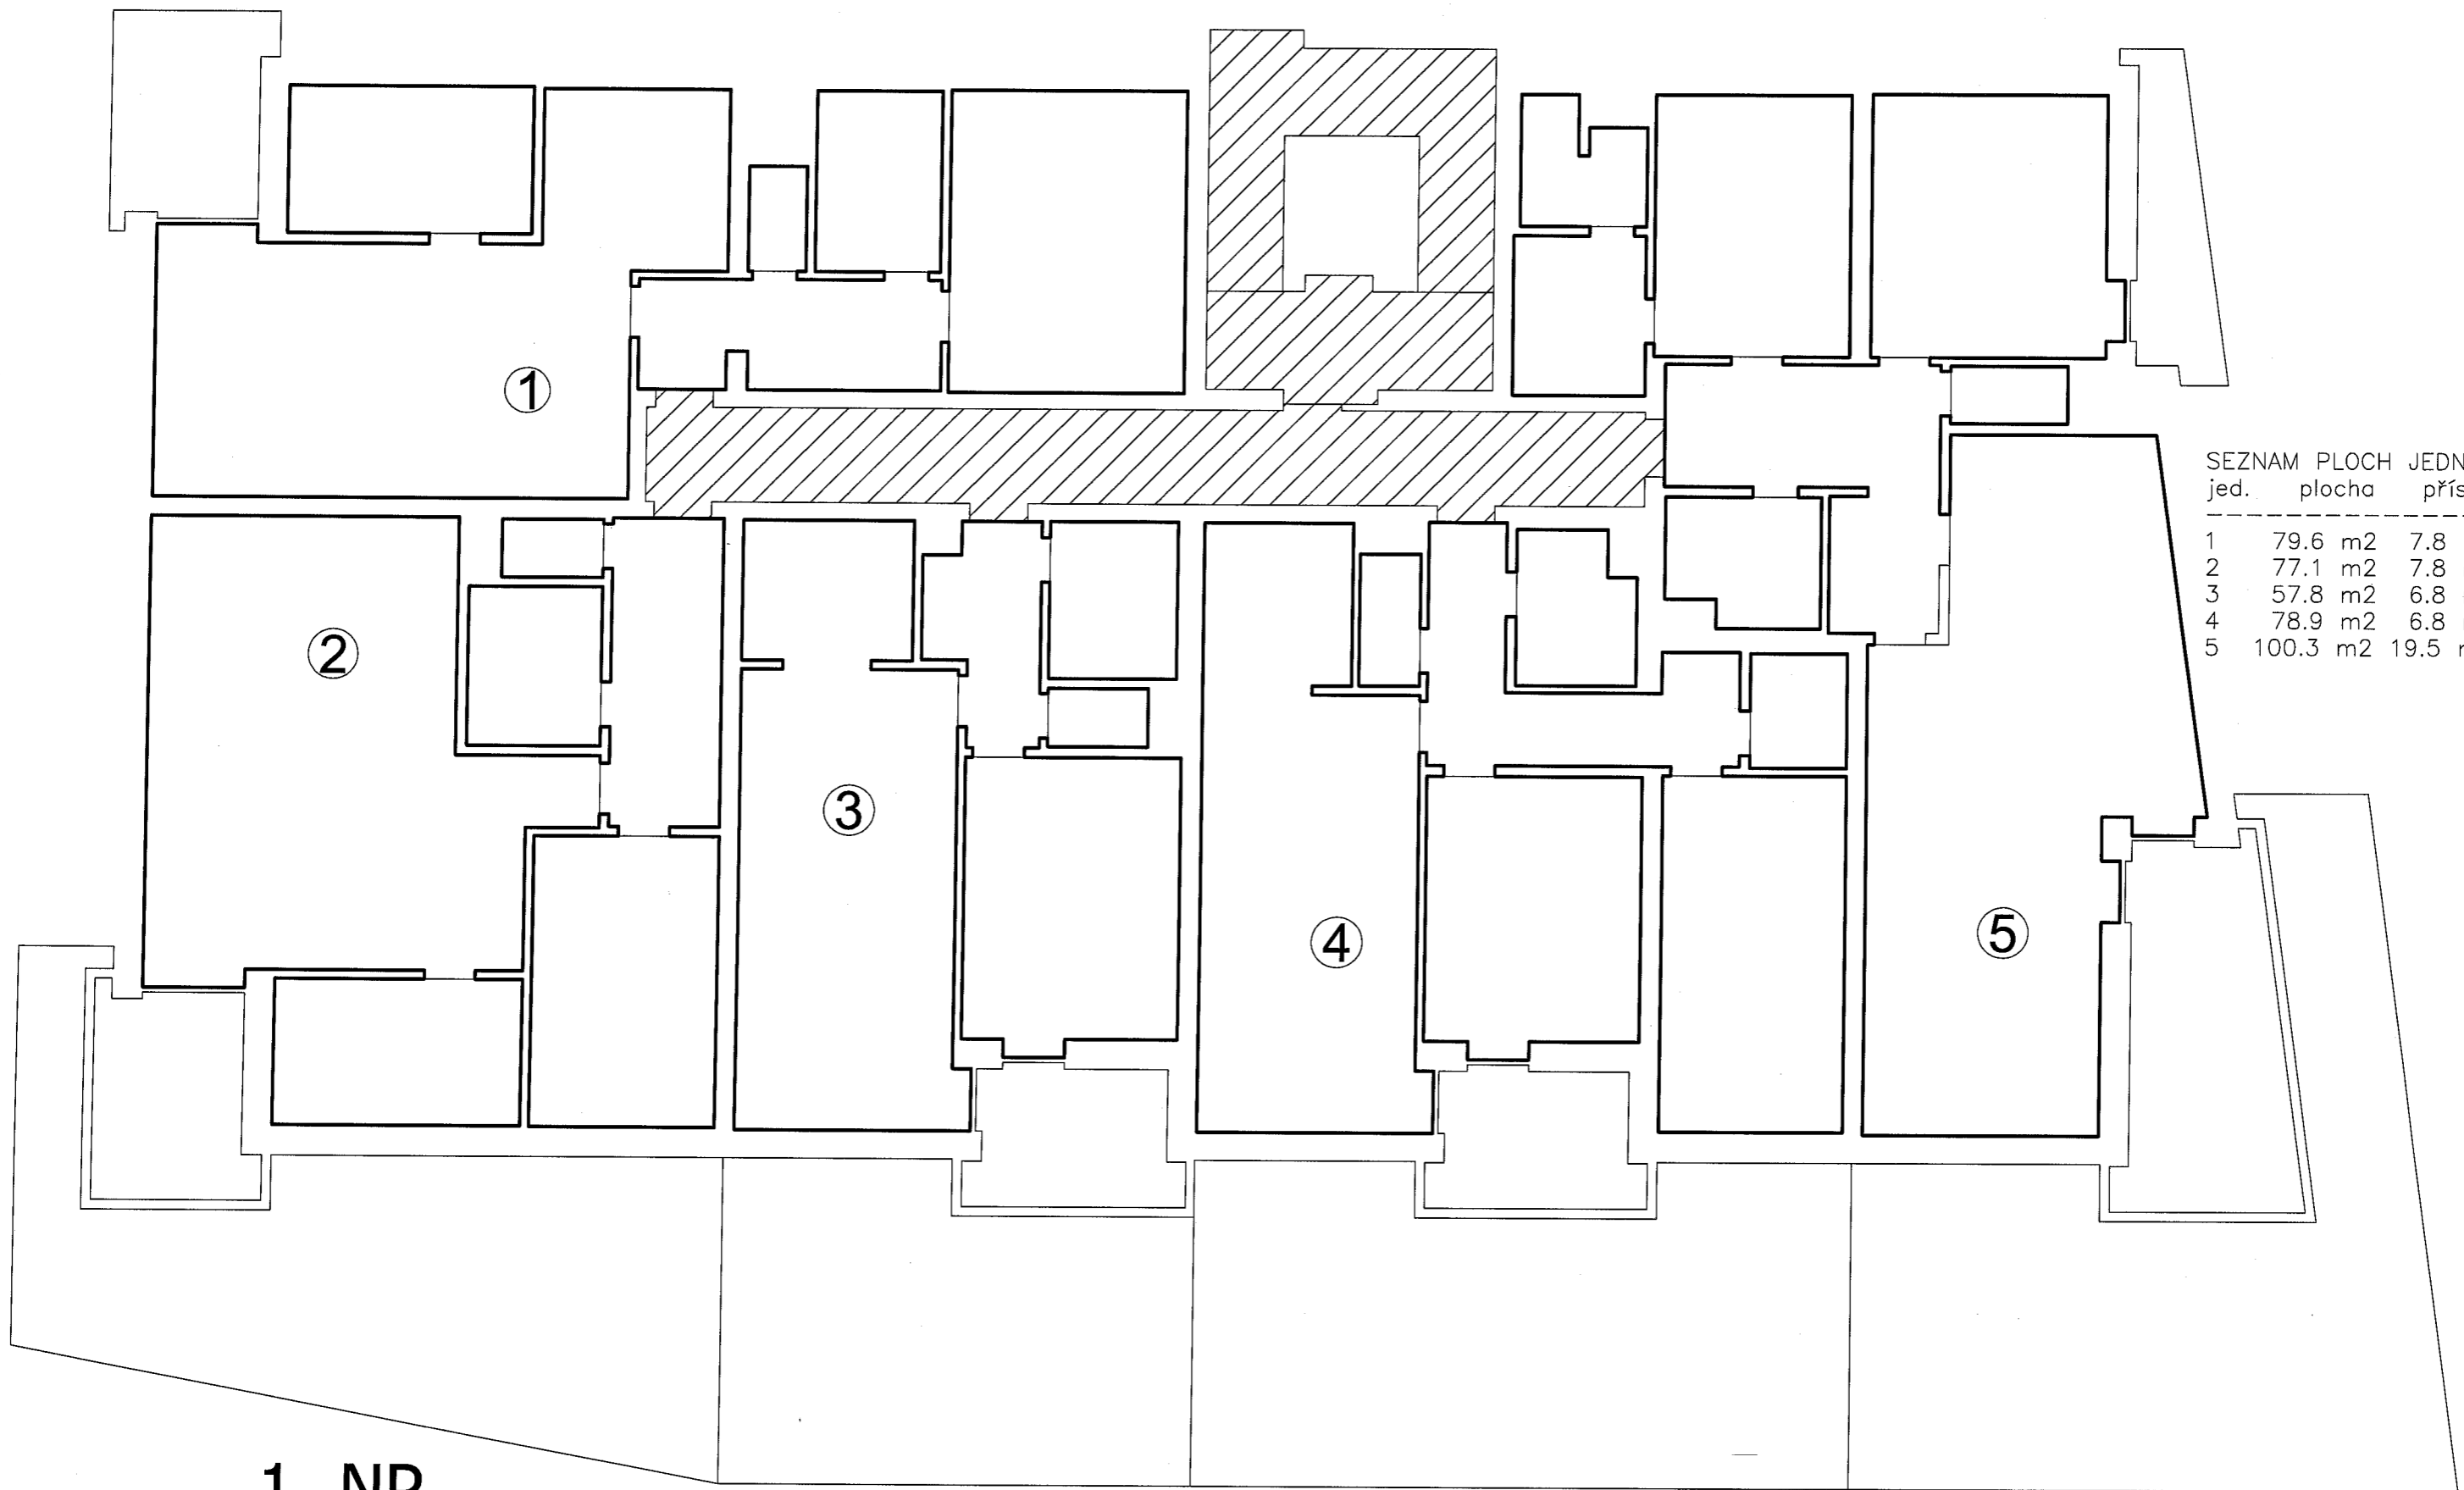 1
SEZNAM PLOCH JEDN
jed. plocha přís
1 79.6 m2 7.8
2 77.1 m2 7.8
3 57.8 m2 6.8
4 78.9 m2 6.8
5 100.3 m2 19.5
2
3
4
5
1 NP